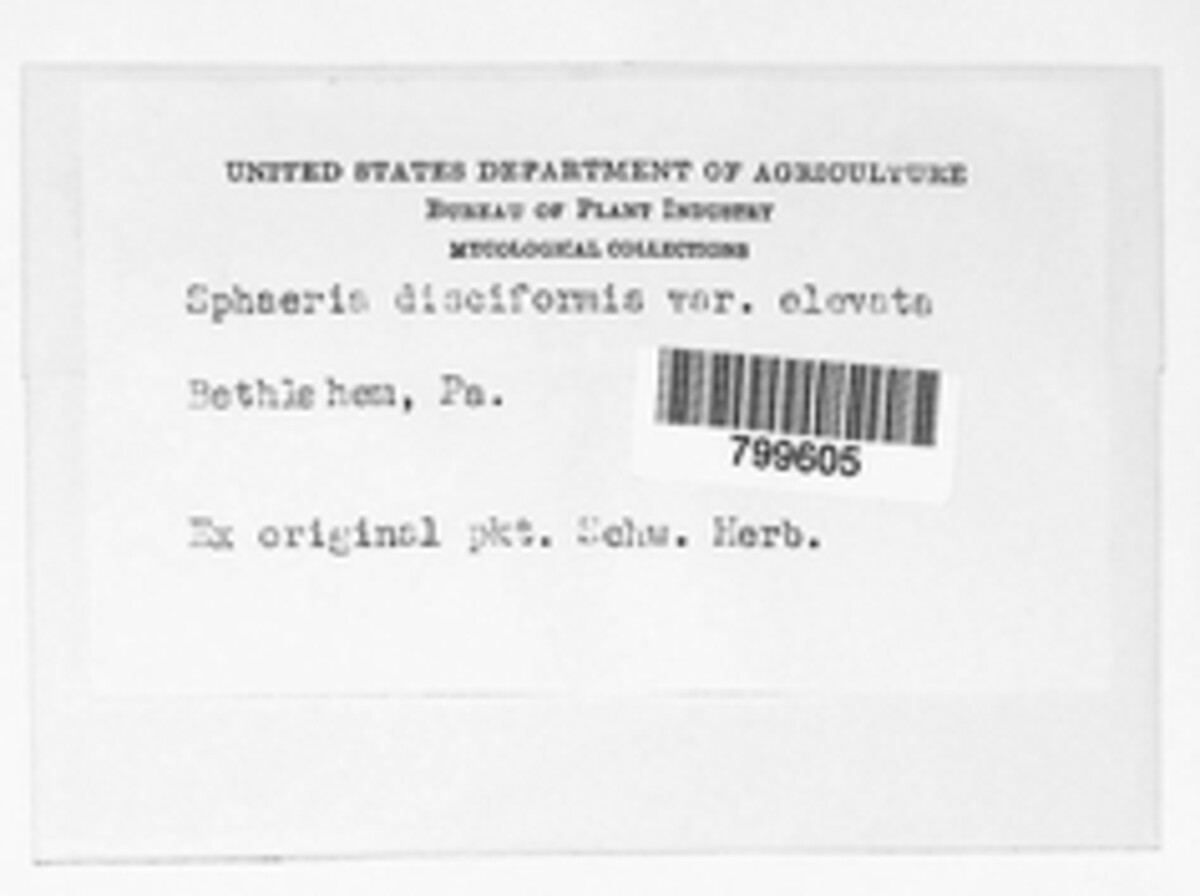 UNITED STATES DEPARTMENT OF AGRICULTURE
BUREAU OF PLANT INDUSTRY
MYCOLOGICAL COLLECTIONS
Sphaeria disciformis var. elevata
Bethlehem, Pa.
799605
Ex original pkt. Schw. Herb.